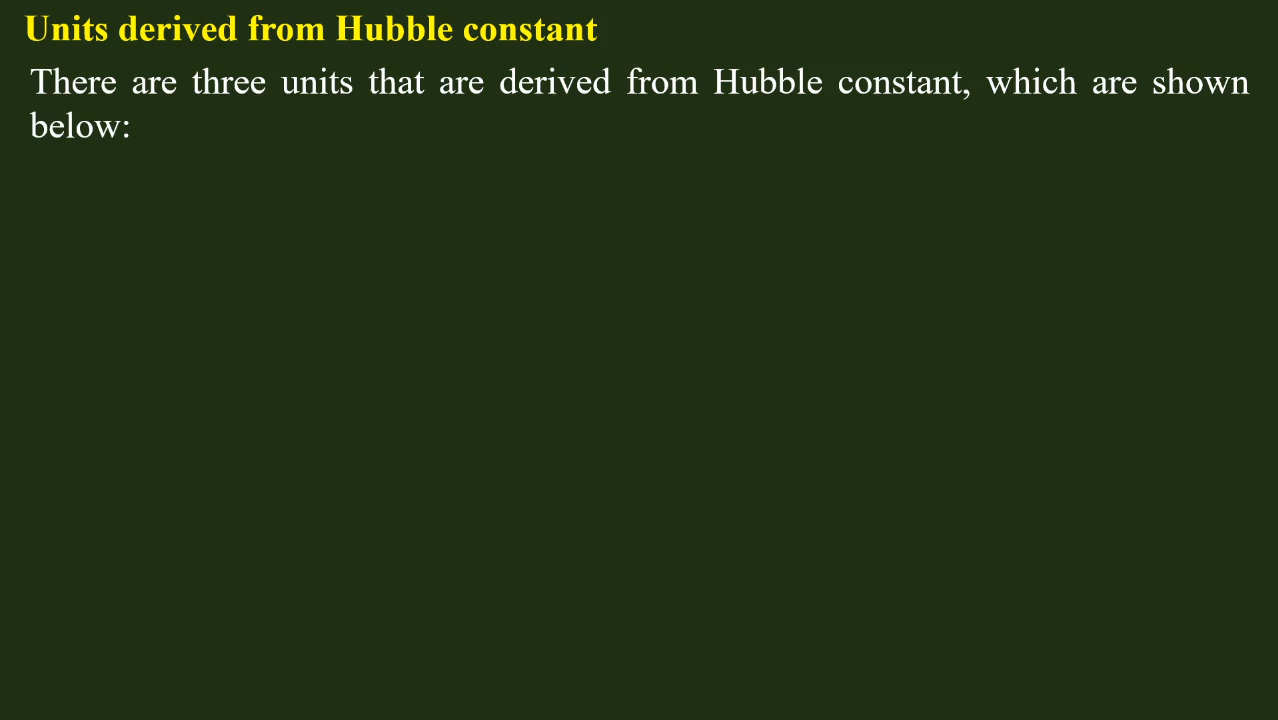 Units derived from Hubble constant
There are three units that are derived from Hubble constant, which are shown
below: